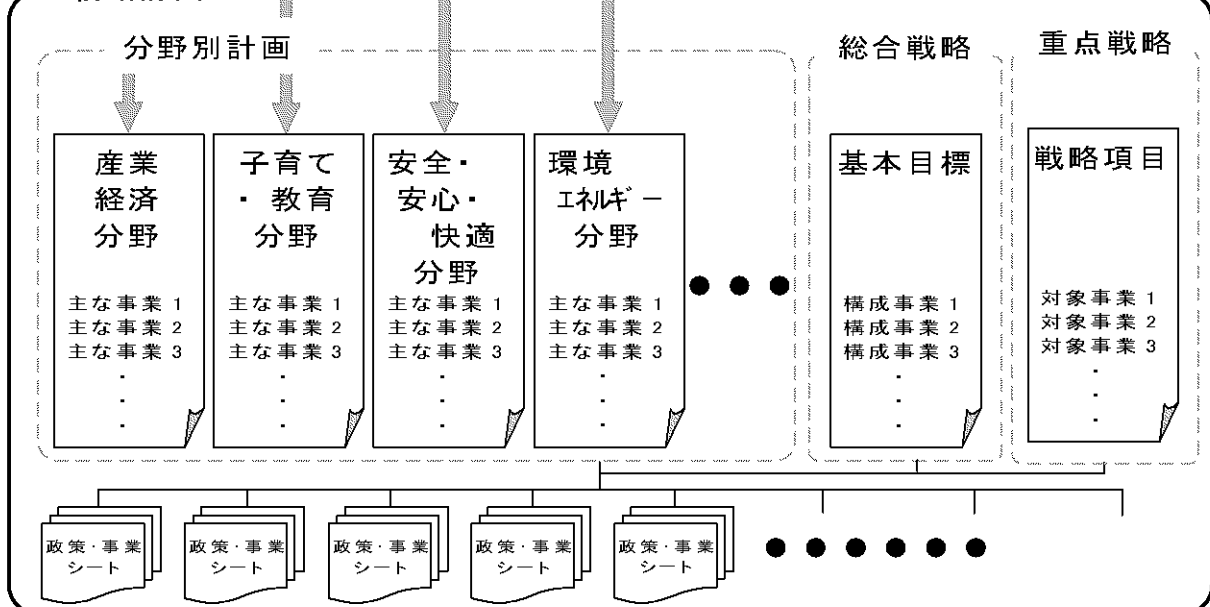 分野別計画
総合戦略
重点戦略
産業
経済
分野
主な事業1
主な事業2
主な事業3
・
・
・
子育て
・教育
分野
主な事業1
主な事業2
主な事業3
・
・
・
安全・
安心・
快適
分野
主な事業1
主な事業2
主な事業3
・
・
・
環境
エネルギー
分野
主な事業1
主な事業2
主な事業3
・
・
・
●●●
基本目標
構成事業1
構成事業2
構成事業3
・
・
・
戦略項目
対象事業1
対象事業2
対象事業3
・
・
・
政策・事業
シート
政策・事業
シート
政策・事業
シート
政策・事業
シート
政策・事業
シート
●●●●●●